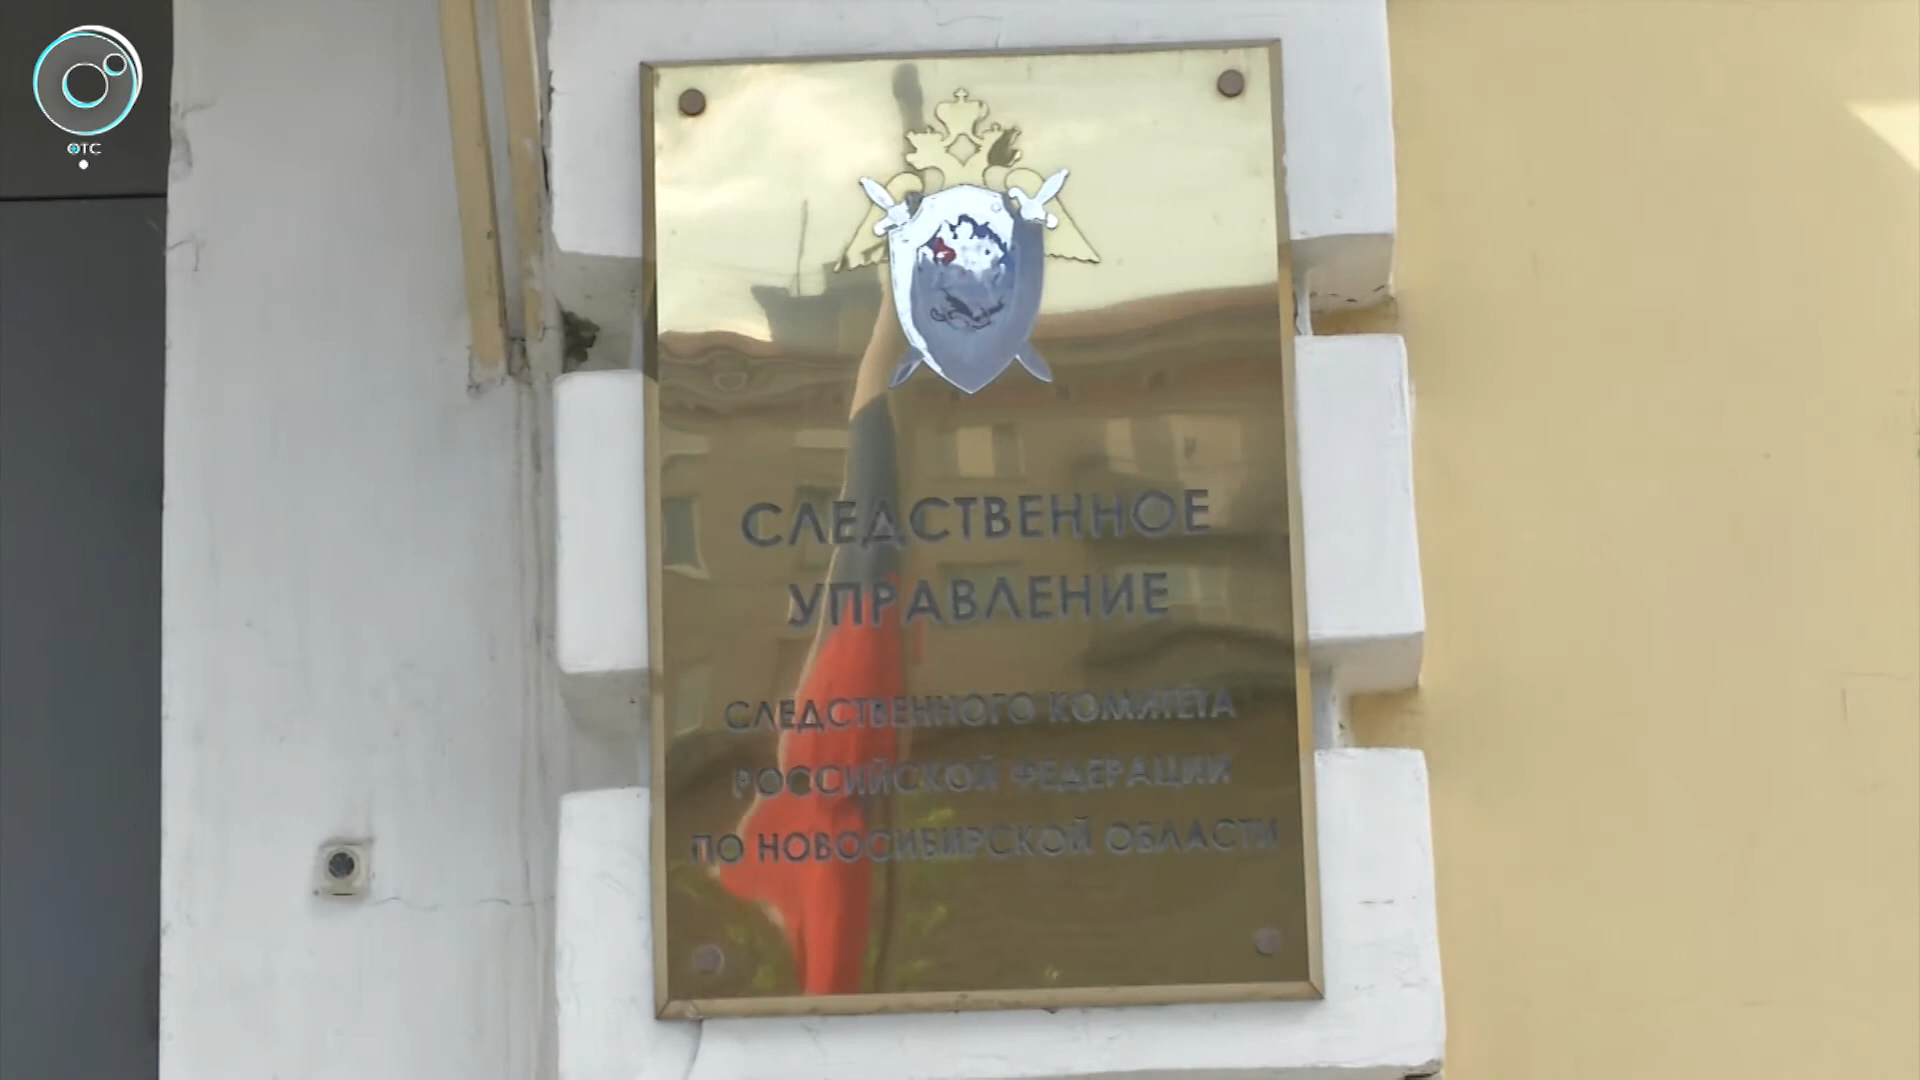 ОТС
СЛЕДСТВЕННОЕ
УПРАВЛЕНИЕ
СЛЕДСТВЕННОГО КОМИТЕТА
РОССИЙСКОЙ ФЕДЕРАЦИИ
ПО НОВОСИБИРСКОЙ ОБЛАСТИ